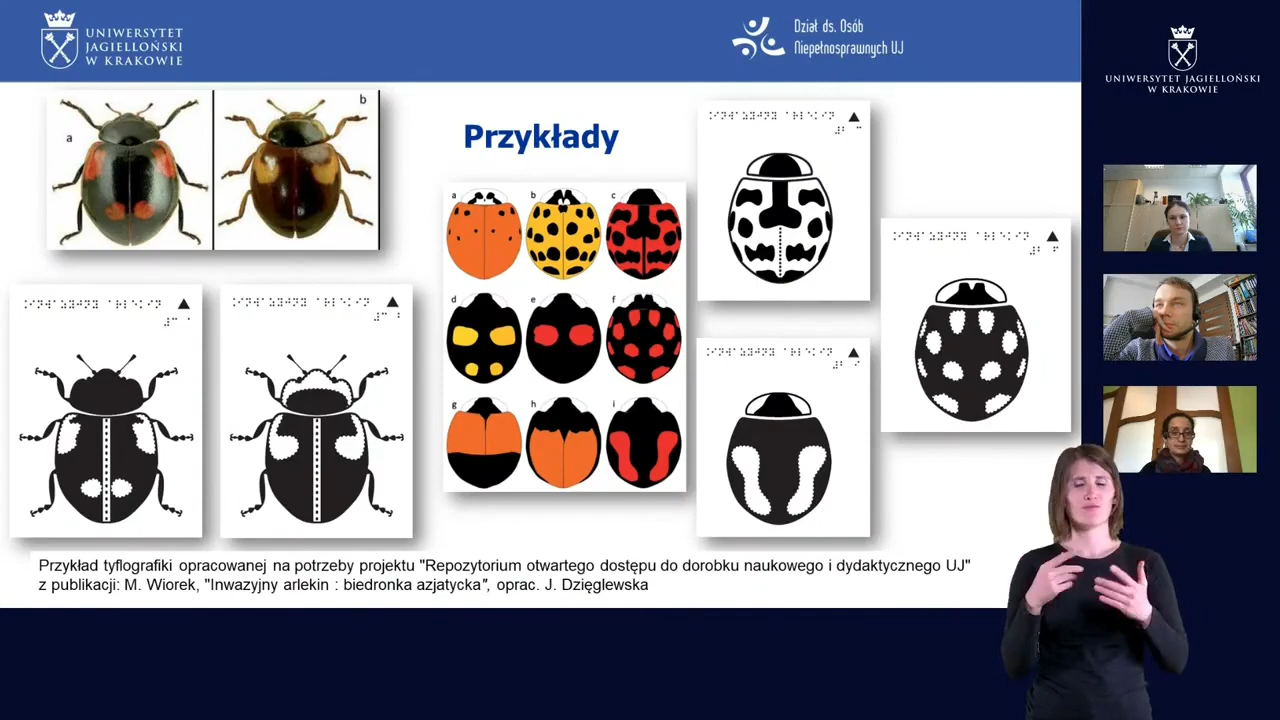 UNIWERSYTET
JAGIELLOŃSKI
W KRAKOWIE
Dział ds. Osób
Niepełnosprawnych UJ
UNIWERSYTET JAGIELLOŃSKI
W KRAKOWIE
a
b
Przykłady
a b c
d e f
g h i
Przykład tyflografiki opracowanej na potrzeby projektu "Repozytorium otwartego dostępu do dorobku naukowego i dydaktycznego UJ"
z publikacji: M. Wiorek, "Inwazyjny arlekin : biedronka azjatycka", oprac. J. Dzięglewska